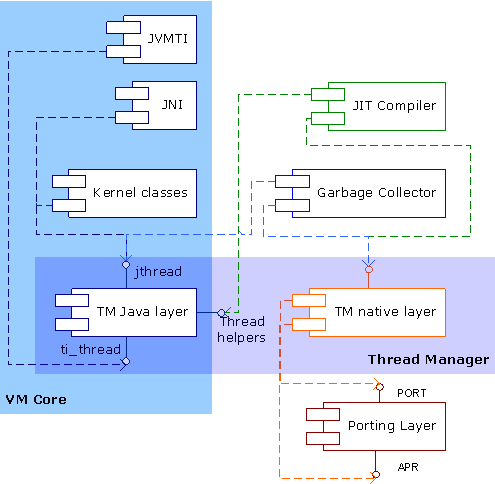 JVMTI
JNI
JIT Compiler
Kernel classes
Garbage Collector
jthread
TM Java layer
TM native layer
Thread
helpers
ti_thread
Thread Manager
PORT
VM Core
Porting Layer
APR